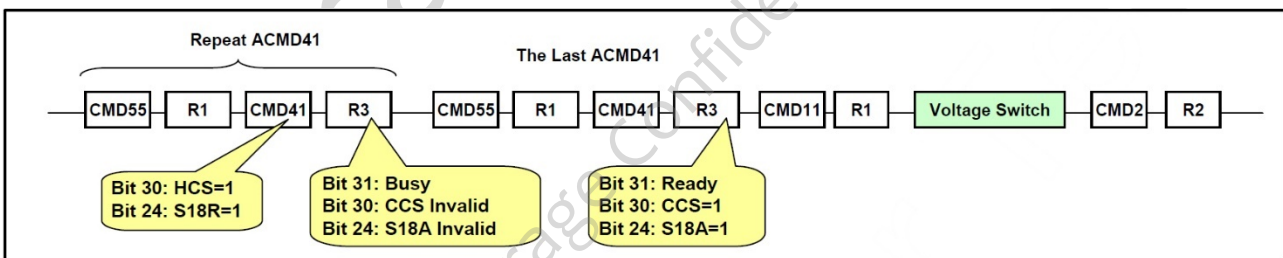 Repeat ACMD41
The Last ACMD41
CMD55 R1 CMD41 R3 CMD55 R1 CMD41 R3 CMD11 R1 Voltage Switch CMD2 R2
Bit 30: HCS=1
Bit 24: S18R=1
Bit 31: Busy
Bit 30: CCS Invalid
Bit 24: S18A Invalid
Bit 31: Ready
Bit 30: CCS=1
Bit 24: S18A=1